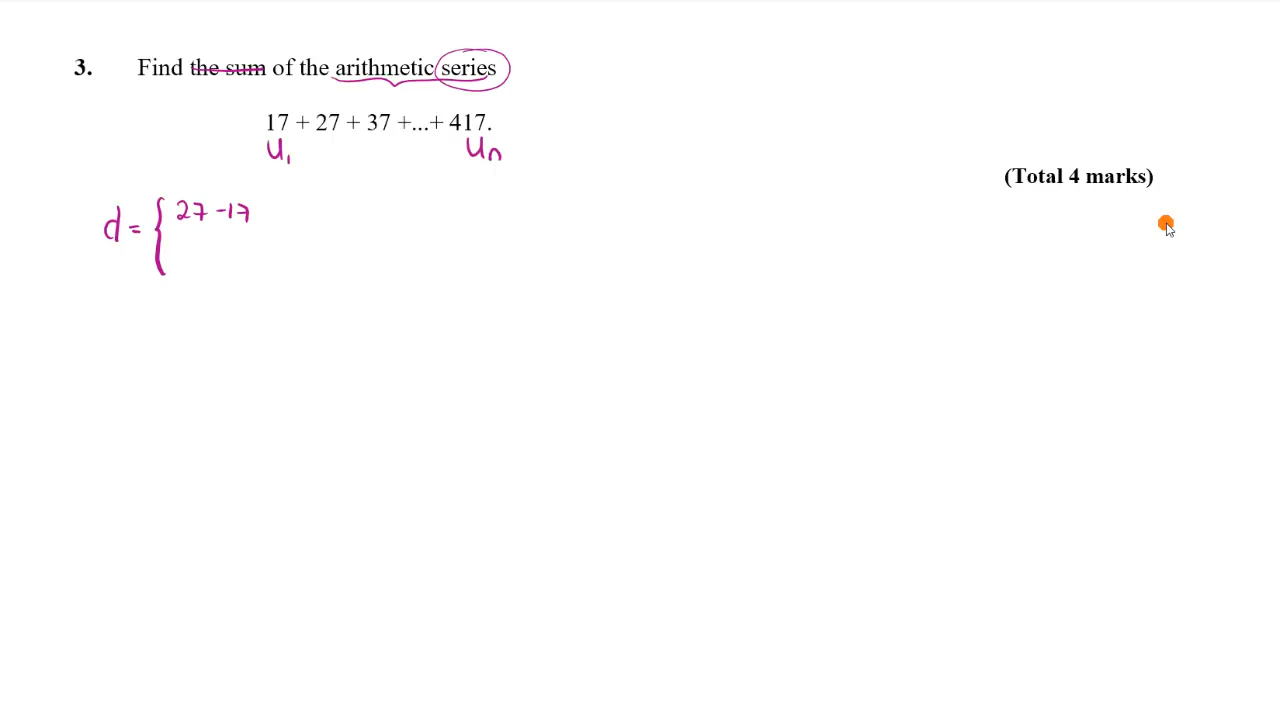 3. Find the sum of the arithmetic series
17 + 27 + 37 +...+ 417.
u₁ uₙ
(Total 4 marks)
d = { 27 - 17